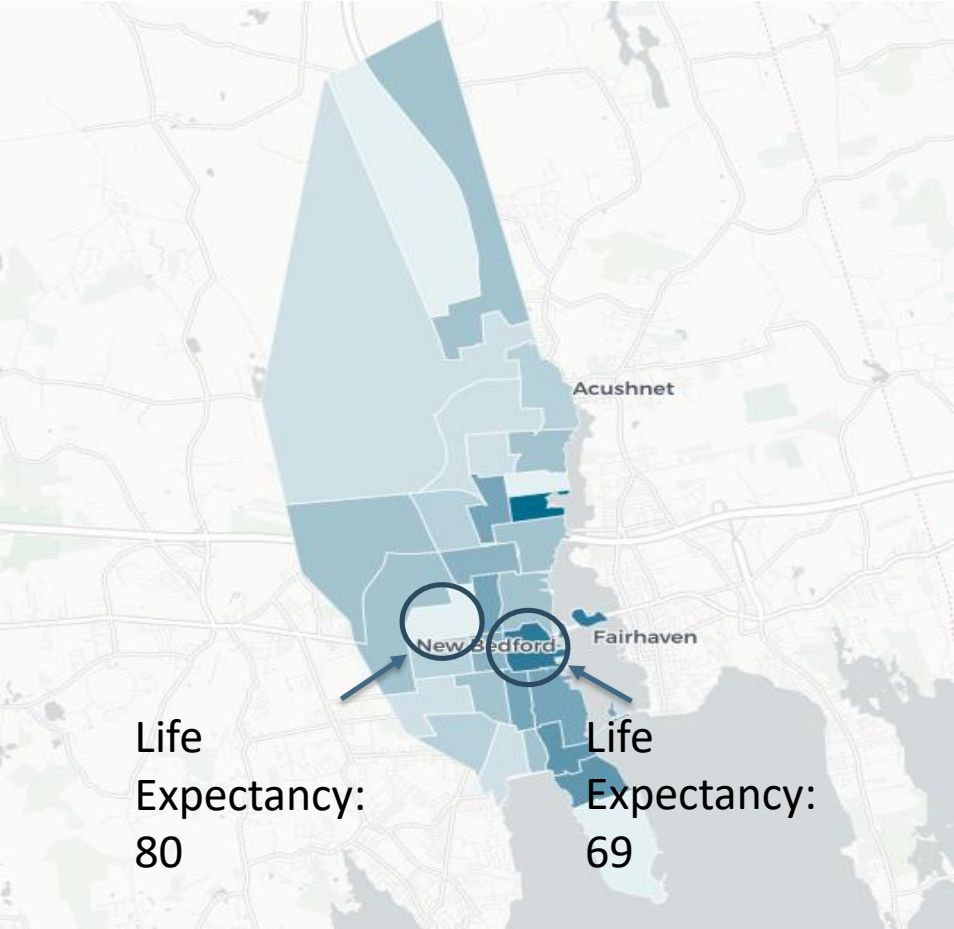 Acushnet
Fairhaven
New Bedford
Life
Expectancy:
80
Life
Expectancy:
69